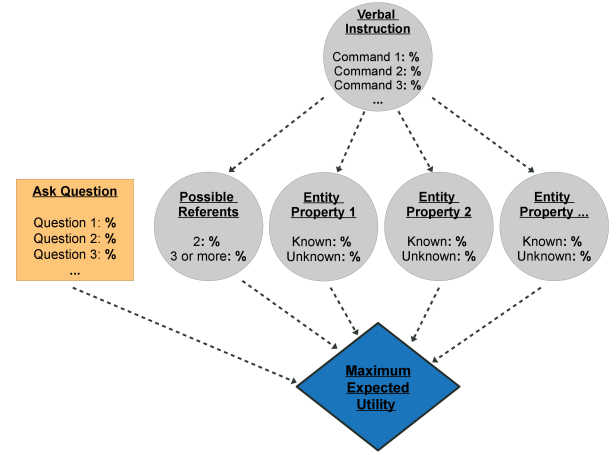 Verbal
Instruction
Command 1: %
Command 2: %
Command 3: %
...
Ask Question
Question 1: %
Question 2: %
Question 3: %
...
Possible
Referents
2: %
3 or more: %
Entity
Property 1
Known: %
Unknown: %
Entity
Property 2
Known: %
Unknown: %
Entity
Property ...
Known: %
Unknown: %
Maximum
Expected
Utility